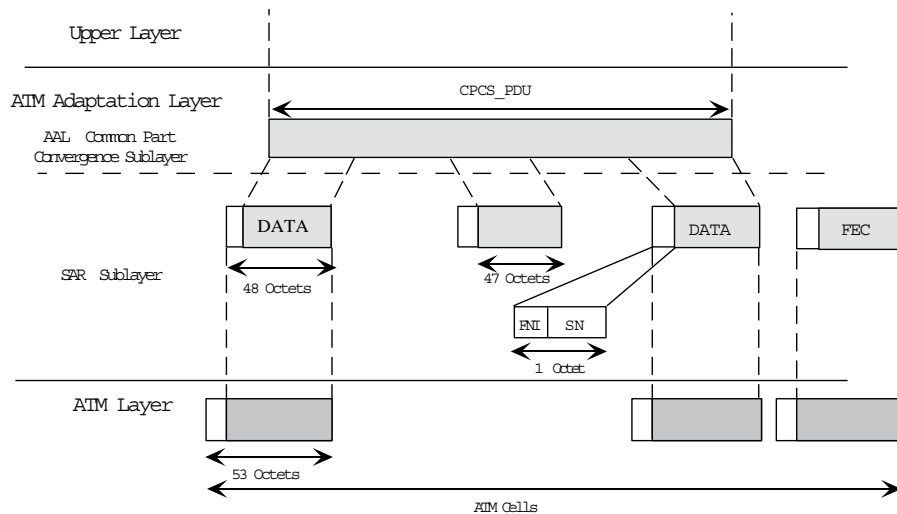 Upper Layer
ATM Adaptation Layer
CPCS_PDU
AAL Common Part
Convergence Sublayer
DATA
DATA
FEC
SAR Sublayer
48 Octets
47 Octets
FNI SN
1 Octet
ATM Layer
53 Octets
ATM Cells